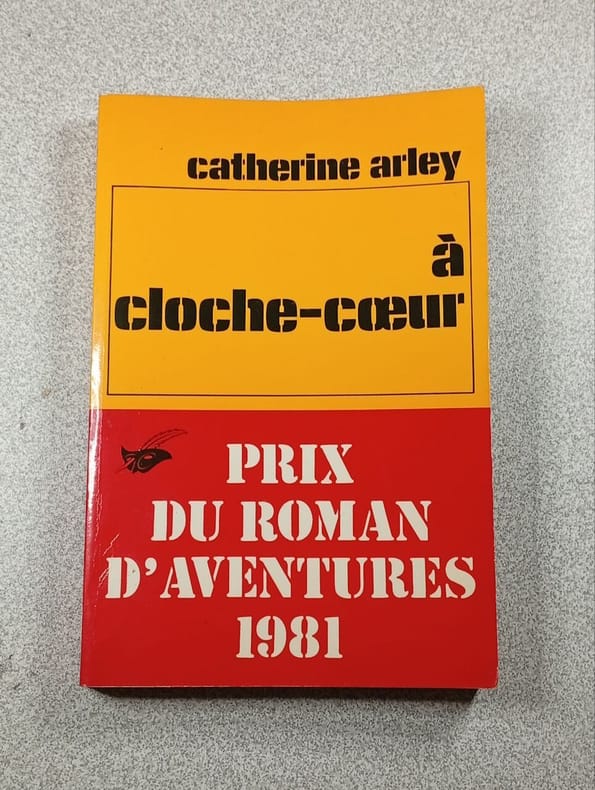 catherine arley
à
cloche-cœur
PRIX
DU ROMAN
D'AVENTURES
1981